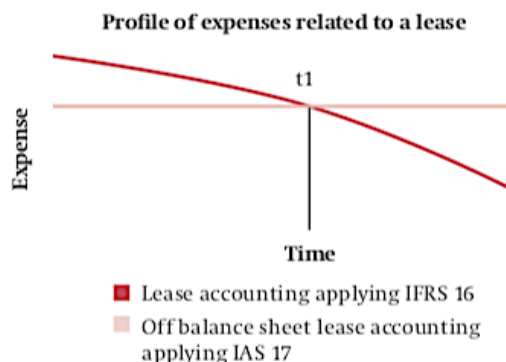 Profile of expenses related to a lease
t1
Expense
Time
Lease accounting applying IFRS 16
Off balance sheet lease accounting
applying IAS 17